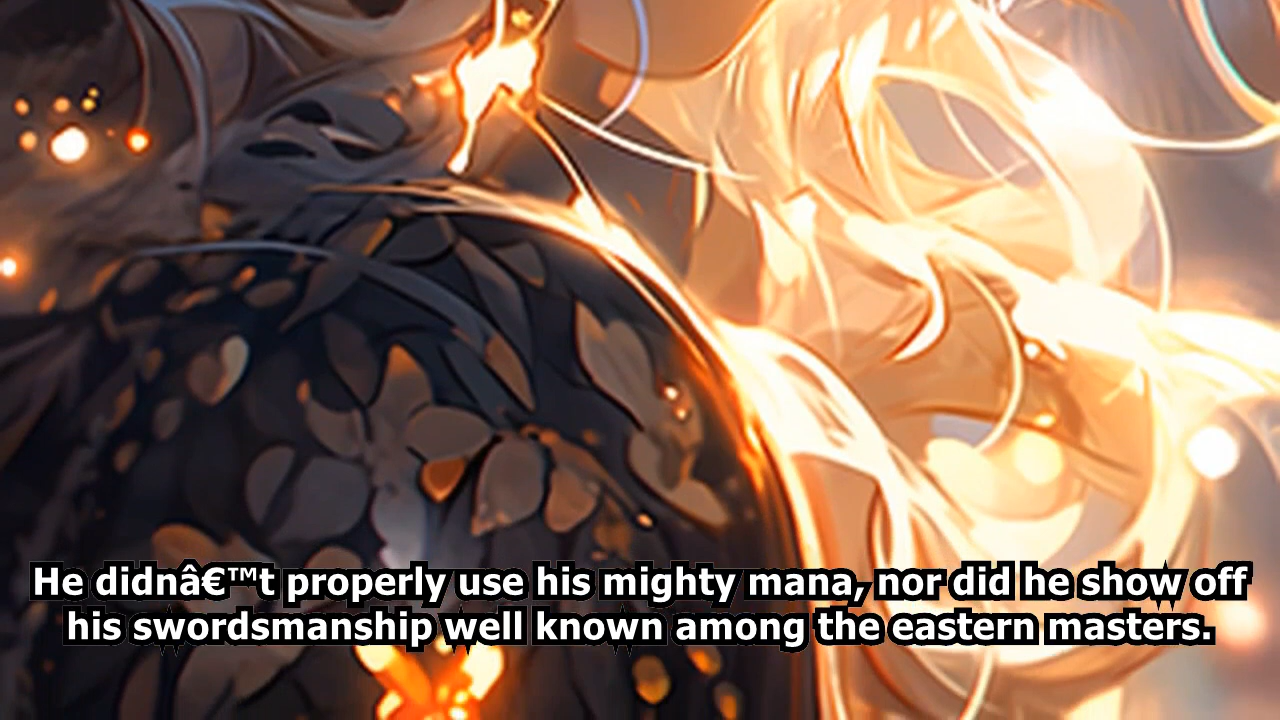 He didnâ€™t properly use his mighty mana, nor did he show off
his swordsmanship well known among the eastern masters.